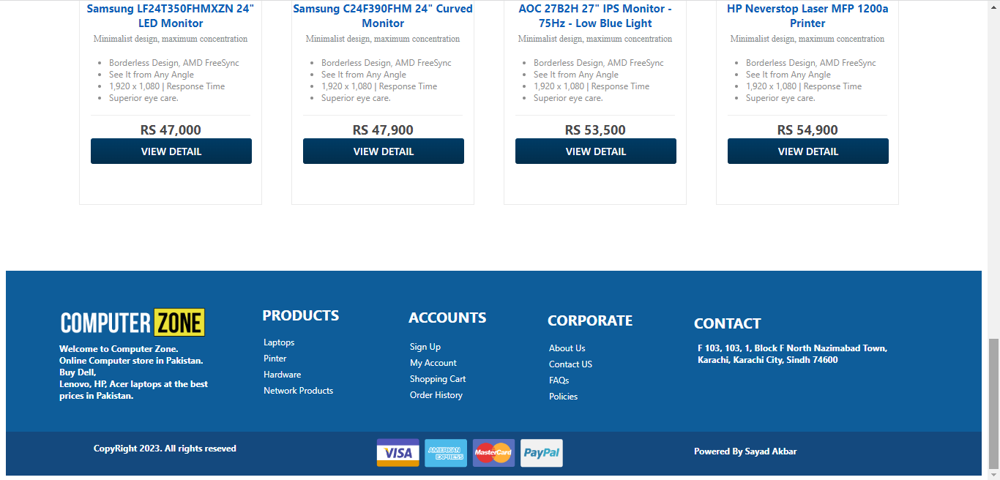 Samsung LF24T350FHMXZN 24"
LED Monitor
Minimalist design, maximum concentration
Borderless Design, AMD FreeSync
See It from Any Angle
1,920 x 1,080 | Response Time
Superior eye care.
RS 47,000
VIEW DETAIL
Samsung C24F390FHM 24" Curved
Monitor
Minimalist design, maximum concentration
Borderless Design, AMD FreeSync
See It from Any Angle
1,920 x 1,080 | Response Time
Superior eye care.
RS 47,900
VIEW DETAIL
AOC 27B2H 27" IPS Monitor -
75Hz - Low Blue Light
Minimalist design, maximum concentration
Borderless Design, AMD FreeSync
See It from Any Angle
1,920 x 1,080 | Response Time
Superior eye care.
RS 53,500
VIEW DETAIL
HP Neverstop Laser MFP 1200a
Printer
Minimalist design, maximum concentration
Borderless Design, AMD FreeSync
See It from Any Angle
1,920 x 1,080 | Response Time
Superior eye care.
RS 54,900
VIEW DETAIL
COMPUTER ZONE
Welcome to Computer Zone.
Online Computer store in Pakistan.
Buy Dell,
Lenovo, HP, Acer laptops at the best
prices in Pakistan.
PRODUCTS
Laptops
Pinter
Hardware
Network Products
ACCOUNTS
Sign Up
My Account
Shopping Cart
Order History
CORPORATE
About Us
Contact US
FAQs
Policies
CONTACT
F 103, 103, 1, Block F North Nazimabad Town,
Karachi, Karachi City, Sindh 74600
CopyRight 2023. All rights reseved
VISA
AMERICAN
EXPRESS
MasterCard
PayPal
Powered By Sayad Akbar